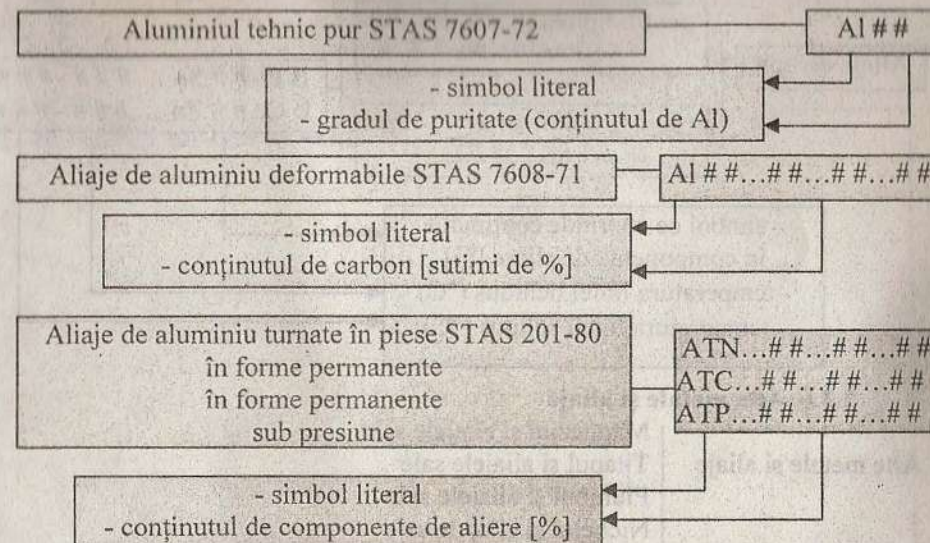 Aluminiul tehnic pur STAS 7607-72
Al # #
- simbol literal
- gradul de puritate (conținutul de Al)
Aliaje de aluminiu deformabile STAS 7608-71
Al # #...# #...# #...# #
- simbol literal
- conținutul de carbon [sutimi de %]
Aliaje de aluminiu turnate în piese STAS 201-80
în forme permanente
în forme permanente
sub presiune
ATN...# #...# #...# #
ATC...# #...# #...# #
ATP...# #...# #...# #
- simbol literal
- conținutul de componente de aliere [%]